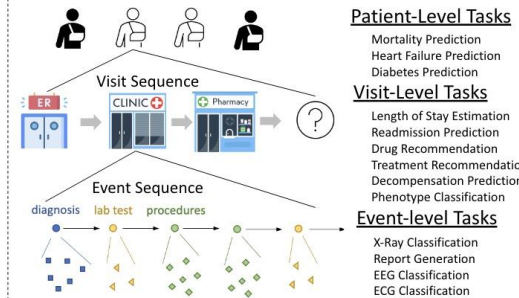 Patient-Level Tasks
Mortality Prediction
Heart Failure Prediction
Diabetes Prediction
Visit Sequence
ER
CLINIC
Pharmacy
?
Visit-Level Tasks
Length of Stay Estimation
Readmission Prediction
Drug Recommendation
Treatment Recommendatio
Decompensation Prediction
Phenotype Classification
Event Sequence
diagnosis lab test procedures
Event-level Tasks
X-Ray Classification
Report Generation
EEG Classification
ECG Classification